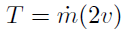 T = ṁ(2v)